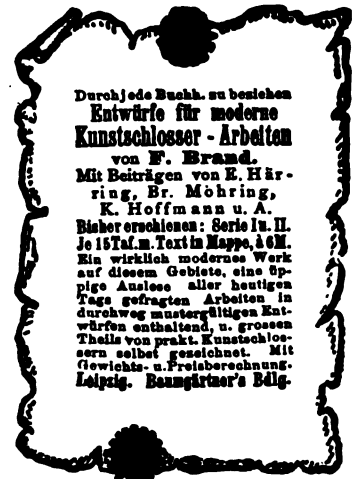 Durch jede Buchh. zu beziehen
Entwürfe für moderne
Kunstschlosser - Arbeiten
von F. Brand.
Mit Beiträgen von E. Här-
ring, Br. Möhring,
K. Hoffmann u. A.
Bisher erschienen: Serie I u. II.
Je 15 Taf. m. Text in Mappe, à 6 M.
Ein wirklich modernes Werk
auf diesem Gebiete, eine üp-
pige Auslese aller heutigen
Tags gefragten Arbeiten in
durchweg mustergültigen Ent-
würfen enthaltend, u. grossen
Theils von prakt. Kunstschlos-
sern selbst gezeichnet. Mit
Gewichts- u. Preisberechnung.
Leipzig. Baumgärtner's Bdlg.